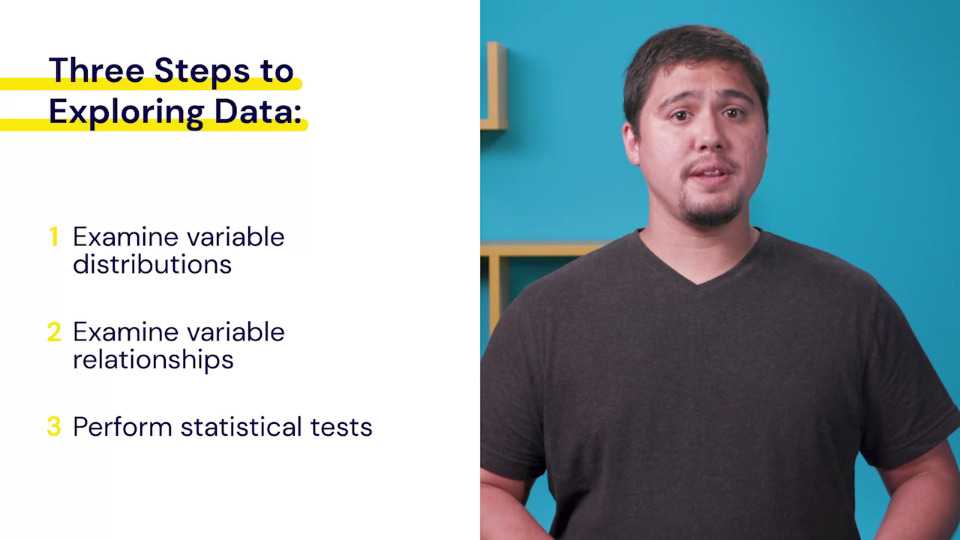 Three Steps to
Exploring Data:
1 Examine variable
distributions
2 Examine variable
relationships
3 Perform statistical tests